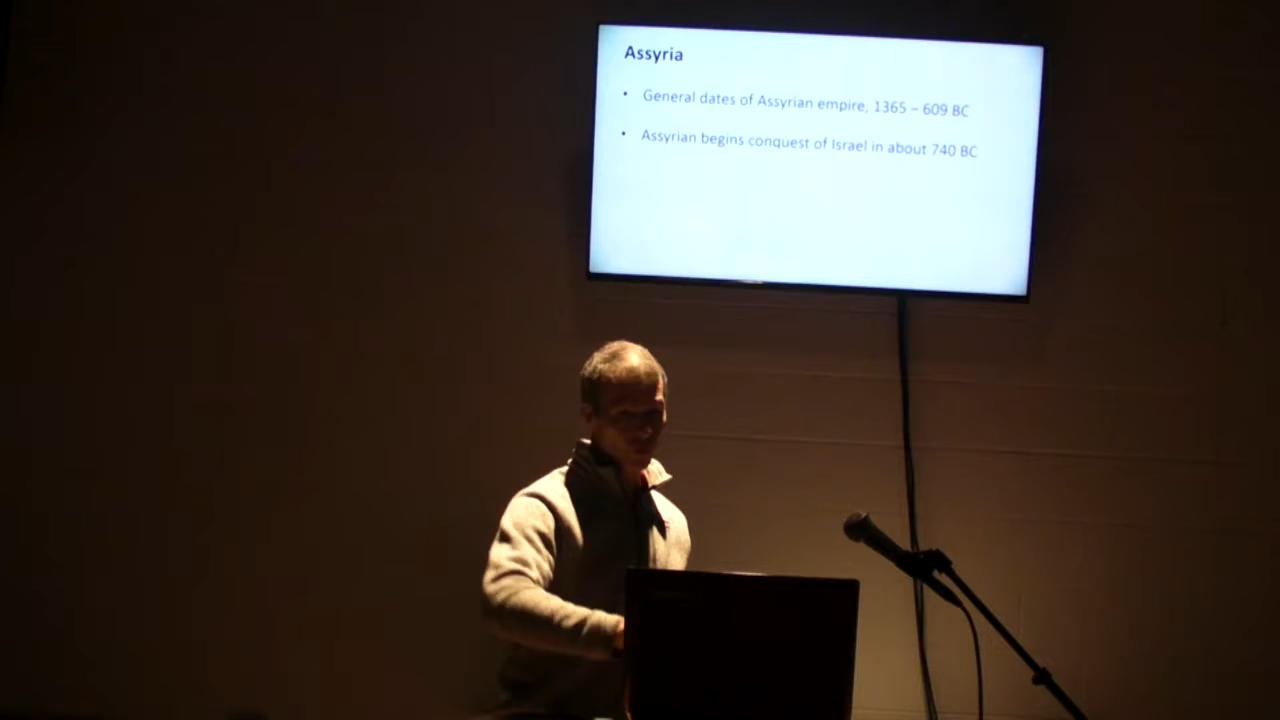 Assyria
• General dates of Assyrian empire, 1365 – 609 BC
• Assyrian begins conquest of Israel in about 740 BC